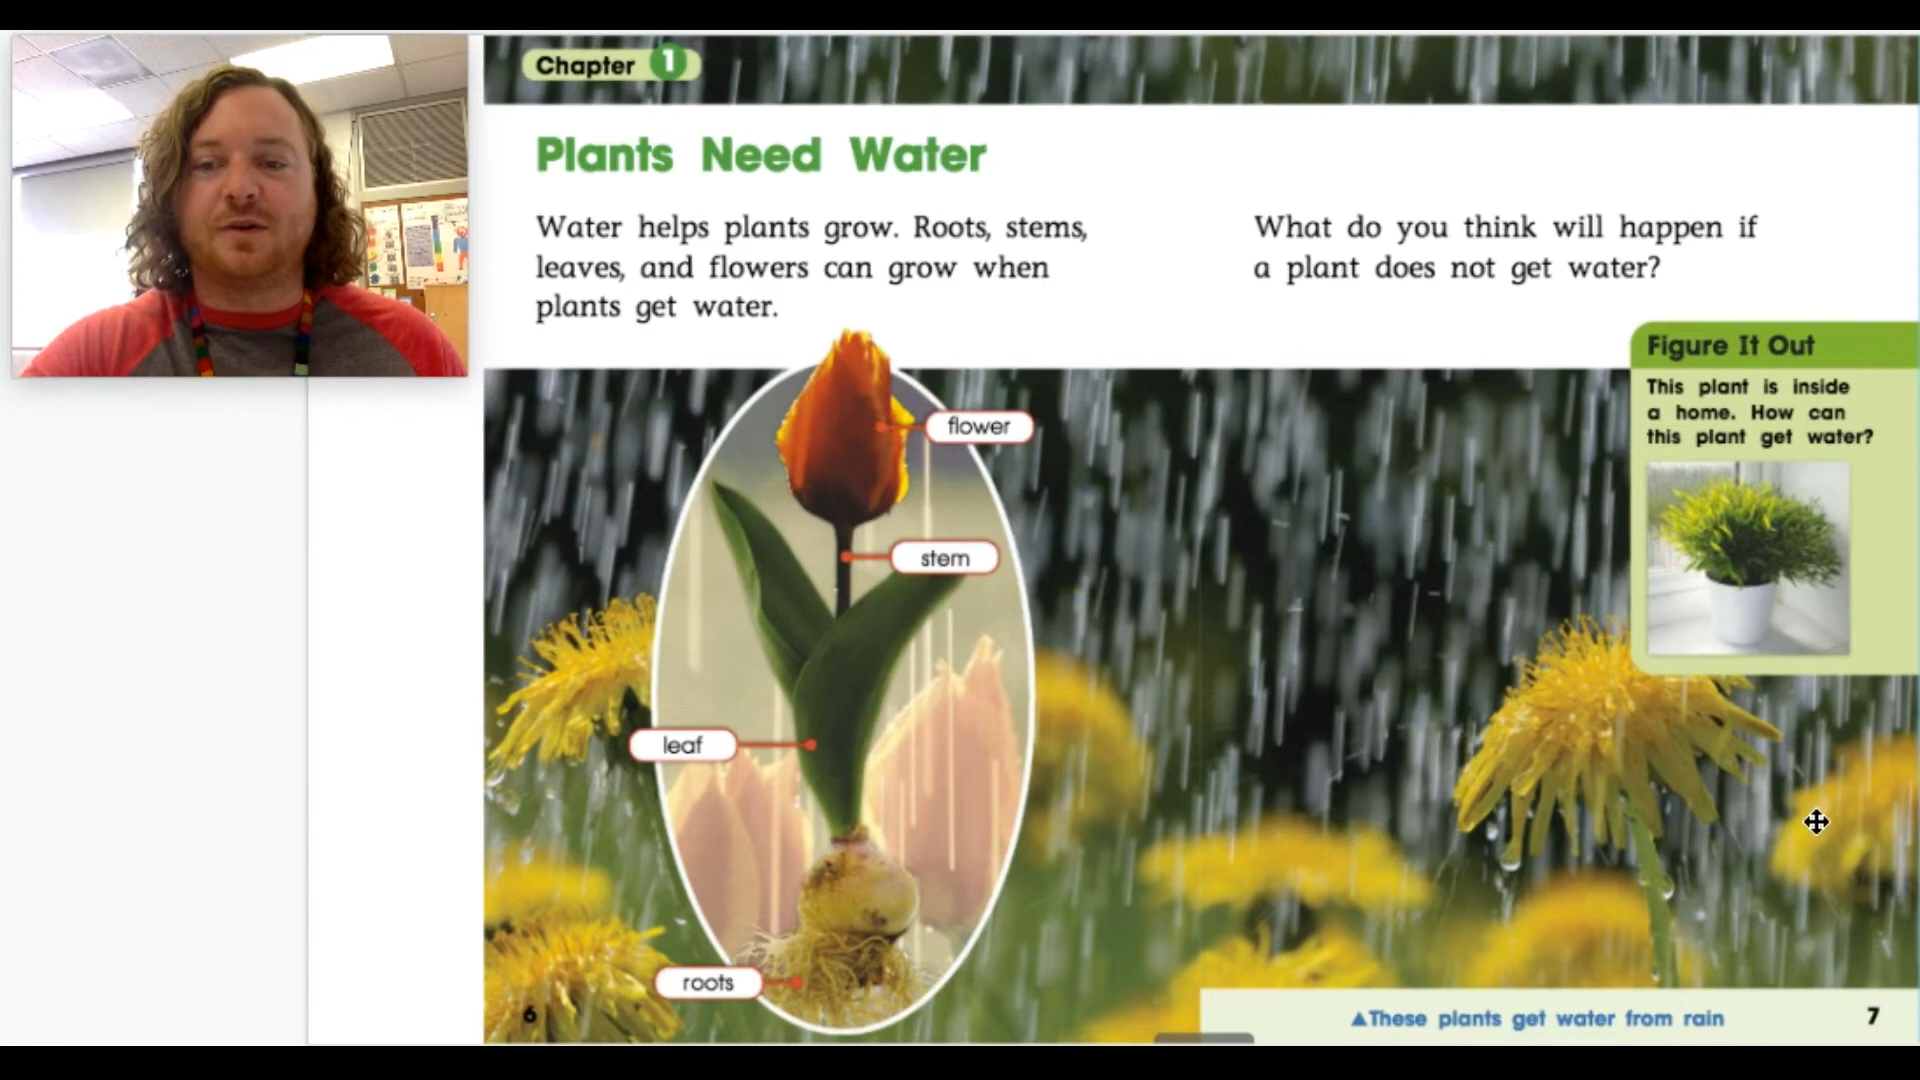 Chapter 1
Plants Need Water
Water helps plants grow. Roots, stems,
leaves, and flowers can grow when
plants get water.
What do you think will happen if
a plant does not get water?
Figure It Out
This plant is inside
a home. How can
this plant get water?
flower
stem
leaf
roots
6
▲These plants get water from rain
7